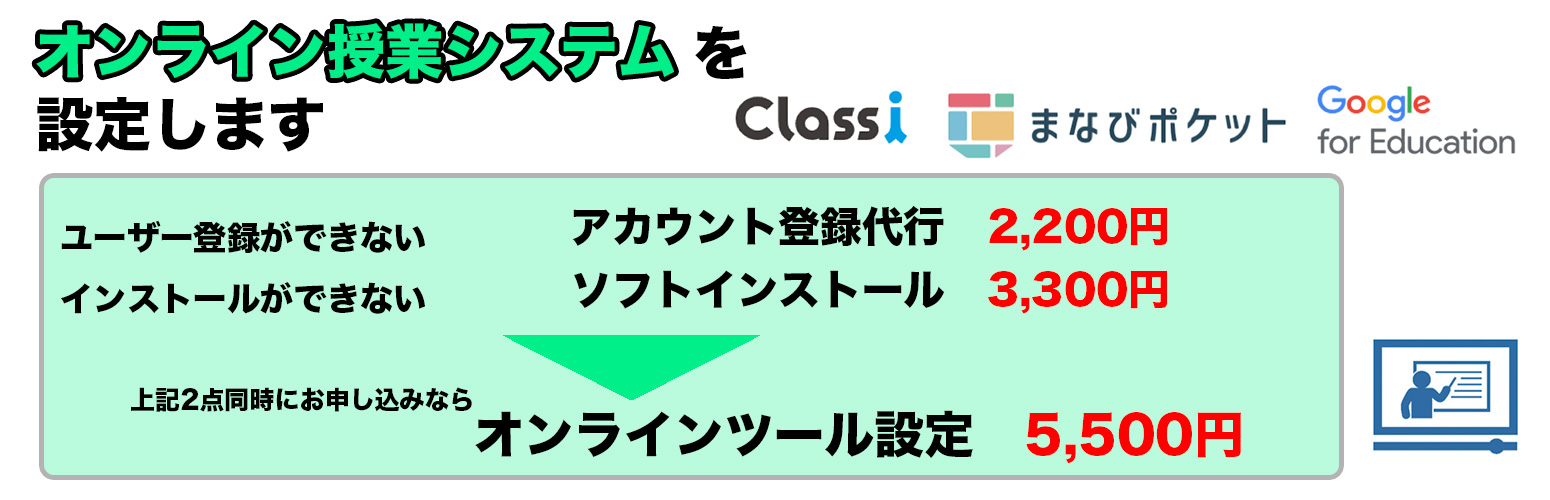 オンライン授業システム を
設定します
Classi
まなびポケット
Google
for Education
ユーザー登録ができない
アカウント登録代行 2,200円
インストールができない
ソフトインストール 3,300円
上記2点同時にお申し込みなら
オンラインツール設定 5,500円